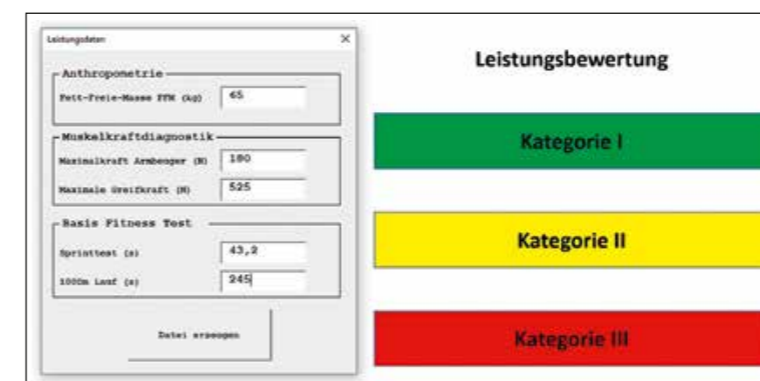 Leistungsdaten
Anthropometrie
Fett-Freie-Masse FFM (kg) 65
Muskelkraftdiagnostik
Maximalkraft Armbeuger (N) 180
Maximale Greifkraft (N) 525
Basis Fitness Test
Sprinttest (s) 43,2
1000m Lauf (s) 245
Datei erzeugen
Leistungsbewertung
Kategorie I
Kategorie II
Kategorie III